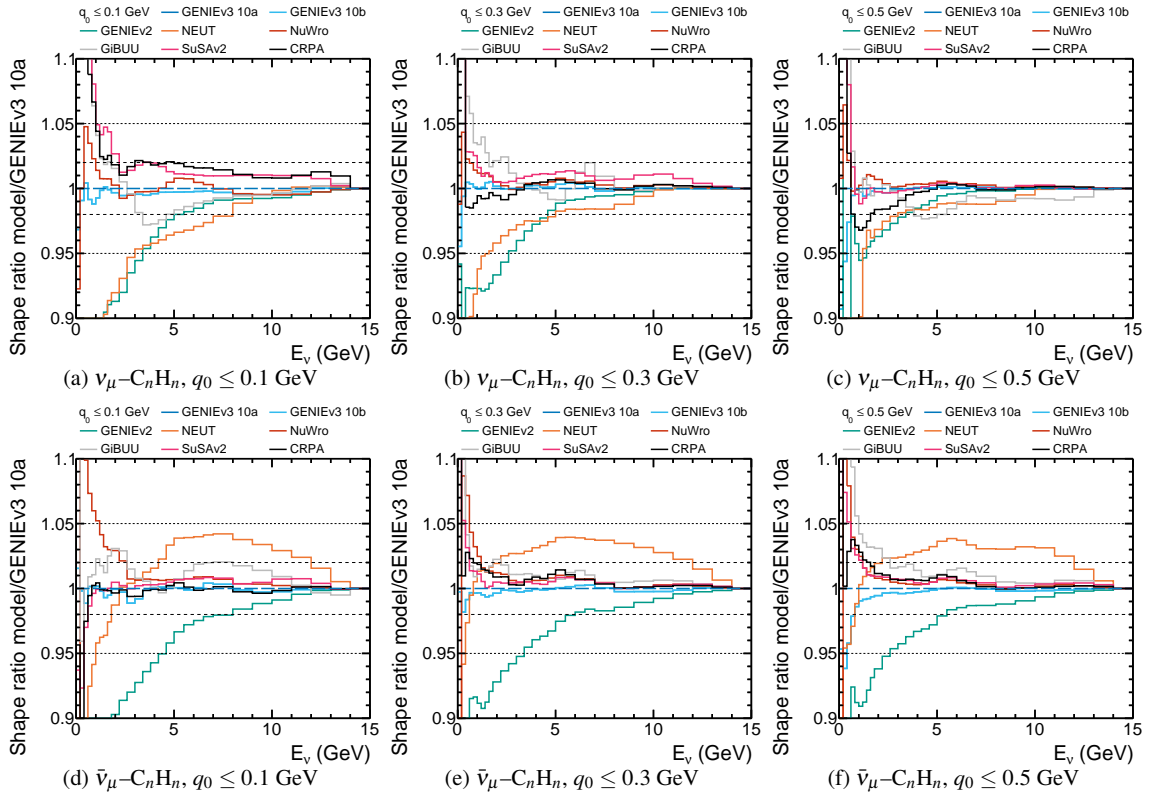 q₀ ≤ 0.1 GeV GENIEv3 10a GENIEv3 10b
GENIEv2 NEUT NuWro
GiBUU SuSAv2 CRPA
Shape ratio model/GENIEv3 10a
1.1
1.05
1
0.95
0.9
0 5 10 15
E_ν (GeV)
(a) ν_μ–CₙHₙ, q₀ ≤ 0.1 GeV
q₀ ≤ 0.3 GeV GENIEv3 10a GENIEv3 10b
GENIEv2 NEUT NuWro
GiBUU SuSAv2 CRPA
Shape ratio model/GENIEv3 10a
1.1
1.05
1
0.95
0.9
0 5 10 15
E_ν (GeV)
(b) ν_μ–CₙHₙ, q₀ ≤ 0.3 GeV
q₀ ≤ 0.5 GeV GENIEv3 10a GENIEv3 10b
GENIEv2 NEUT NuWro
GiBUU SuSAv2 CRPA
Shape ratio model/GENIEv3 10a
1.1
1.05
1
0.95
0.9
0 5 10 15
E_ν (GeV)
(c) ν_μ–CₙHₙ, q₀ ≤ 0.5 GeV
q₀ ≤ 0.1 GeV GENIEv3 10a GENIEv3 10b
GENIEv2 NEUT NuWro
GiBUU SuSAv2 CRPA
Shape ratio model/GENIEv3 10a
1.1
1.05
1
0.95
0.9
0 5 10 15
E_ν (GeV)
(d) ν̄_μ–CₙHₙ, q₀ ≤ 0.1 GeV
q₀ ≤ 0.3 GeV GENIEv3 10a GENIEv3 10b
GENIEv2 NEUT NuWro
GiBUU SuSAv2 CRPA
Shape ratio model/GENIEv3 10a
1.1
1.05
1
0.95
0.9
0 5 10 15
E_ν (GeV)
(e) ν̄_μ–CₙHₙ, q₀ ≤ 0.3 GeV
q₀ ≤ 0.5 GeV GENIEv3 10a GENIEv3 10b
GENIEv2 NEUT NuWro
GiBUU SuSAv2 CRPA
Shape ratio model/GENIEv3 10a
1.1
1.05
1
0.95
0.9
0 5 10 15
E_ν (GeV)
(f) ν̄_μ–CₙHₙ, q₀ ≤ 0.5 GeV